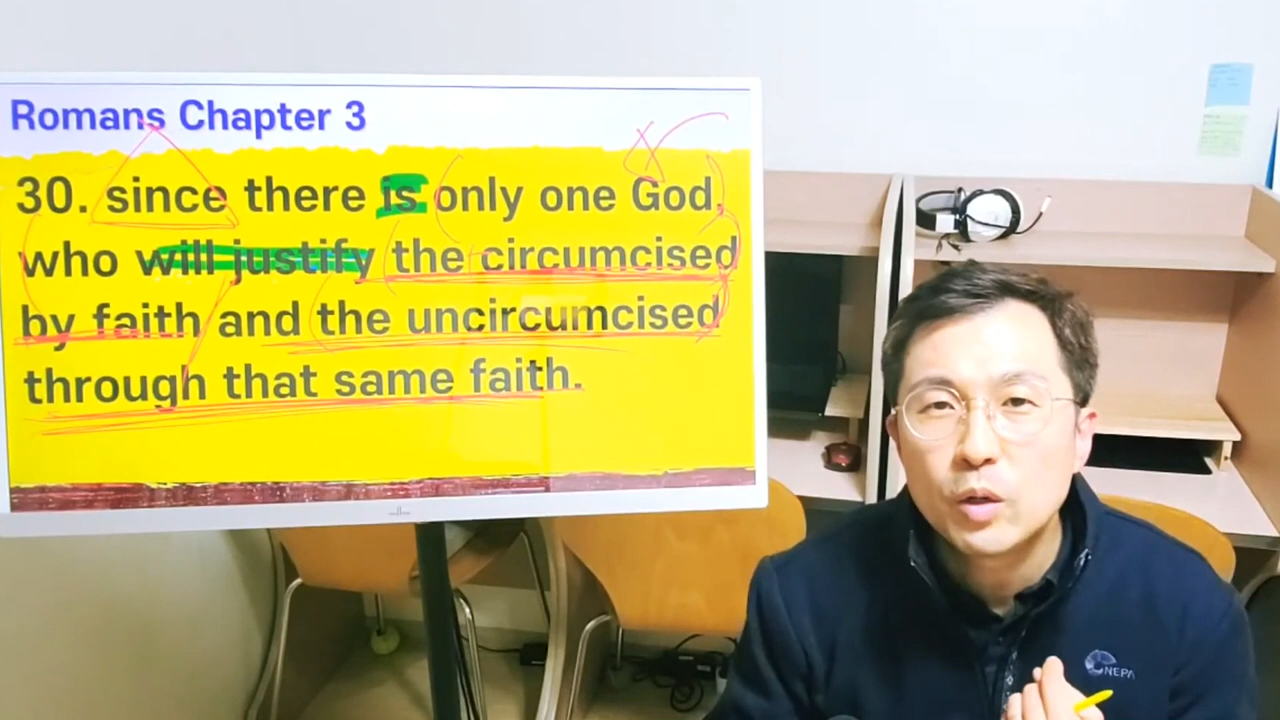 Romans Chapter 3
30. since there is only one God,
who will justify the circumcised
by faith and the uncircumcised
through that same faith.
NEPA